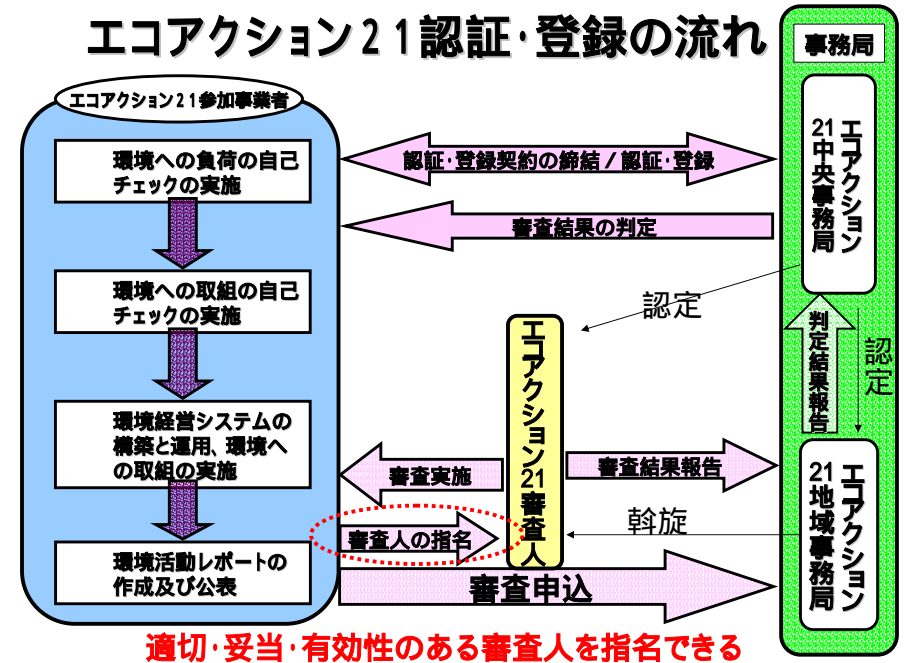 エコアクション21認証・登録の流れ
事務局
エコアクション21参加事業者
環境への負荷の自己
チェックの実施
環境への取組の自己
チェックの実施
環境経営システムの
構築と運用、環境へ
の取組の実施
環境活動レポートの
作成及び公表
認証・登録契約の締結/認証・登録
審査結果の判定
エコアクション
21中央事務局
認定
判定結果報告
認定
エコアクション21審査人
審査実施
審査結果報告
審査人の指名
斡旋
審査申込
エコアクション
21地域事務局
適切・妥当・有効性のある審査人を指名できる